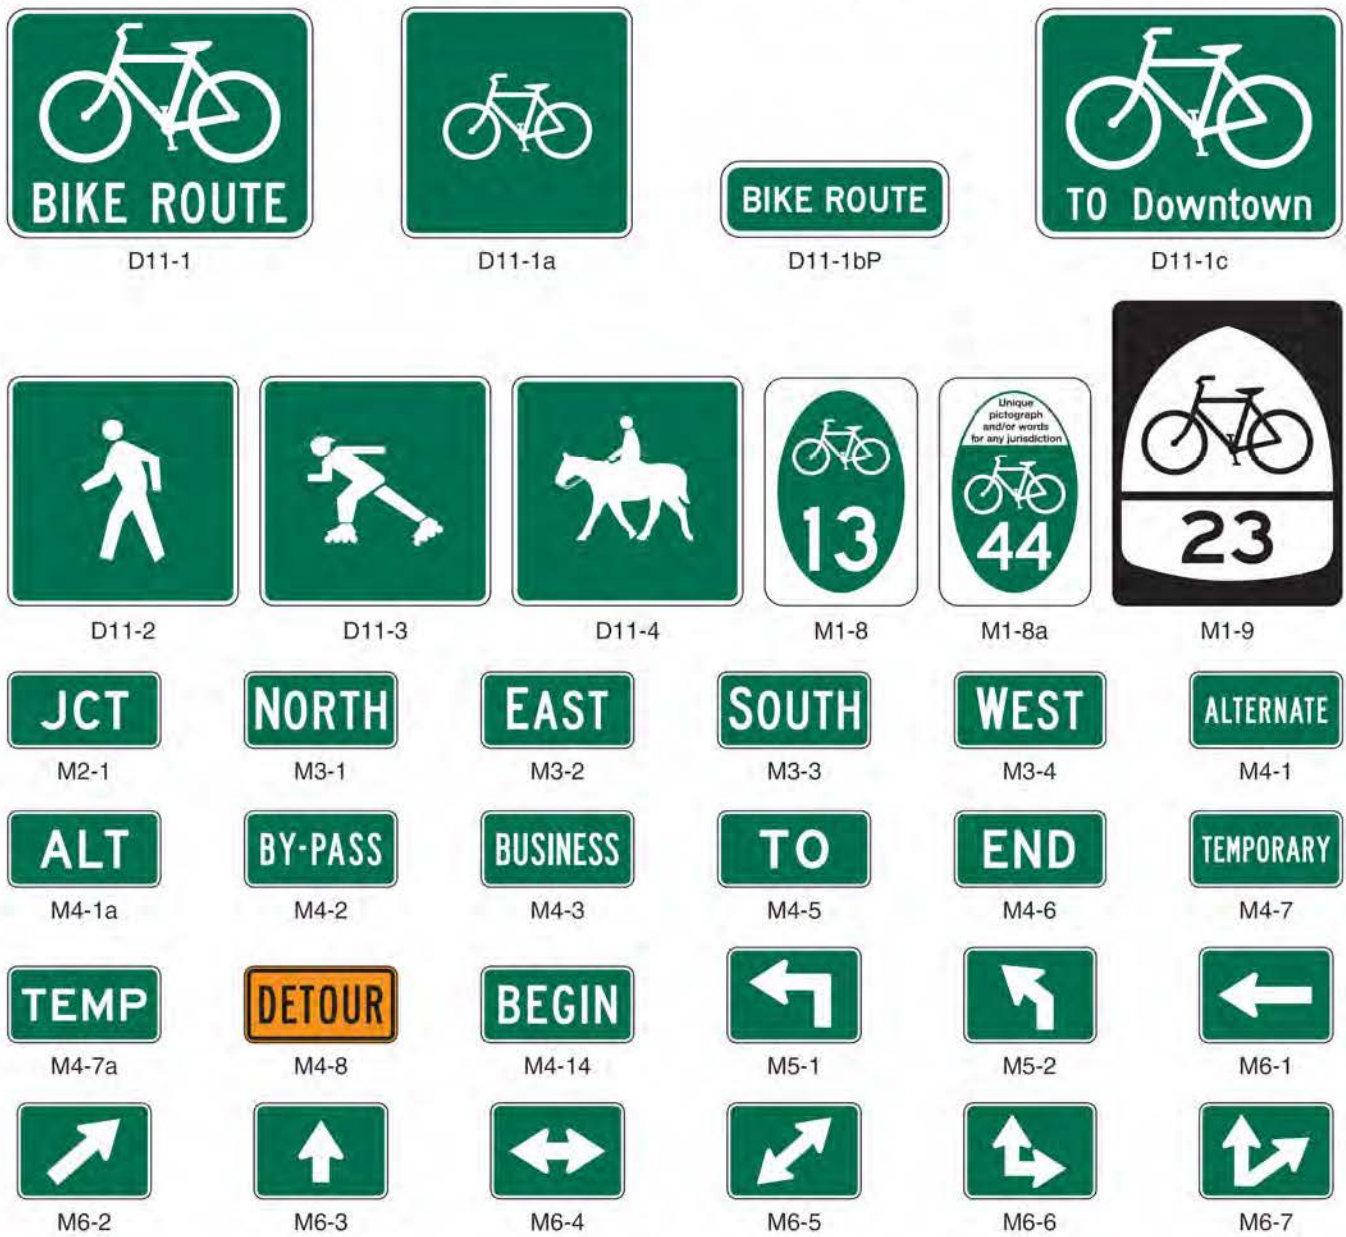 BIKE ROUTE
BIKE ROUTE
TO Downtown
D11-1
D11-1a
D11-1bP
D11-1c
13
Unique
pictograph
and/or words
for any jurisdiction
44
23
D11-2
D11-3
D11-4
M1-8
M1-8a
M1-9
JCT
NORTH
EAST
SOUTH
WEST
ALTERNATE
M2-1
M3-1
M3-2
M3-3
M3-4
M4-1
ALT
BY-PASS
BUSINESS
TO
END
TEMPORARY
M4-1a
M4-2
M4-3
M4-5
M4-6
M4-7
TEMP
DETOUR
BEGIN
M4-7a
M4-8
M4-14
M5-1
M5-2
M6-1
M6-2
M6-3
M6-4
M6-5
M6-6
M6-7